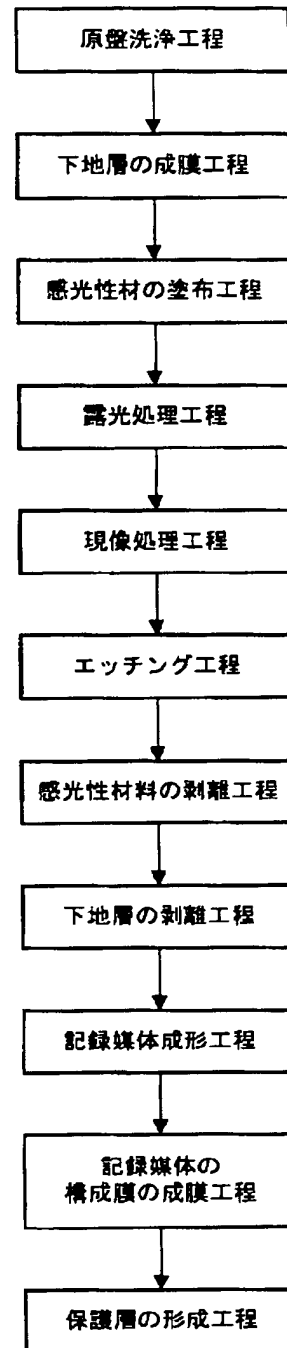 原盤洗浄工程
下地層の成膜工程
感光性材の塗布工程
露光処理工程
現像処理工程
エッチング工程
感光性材料の剥離工程
下地層の剥離工程
記録媒体成形工程
記録媒体の
構成膜の成膜工程
保護層の形成工程